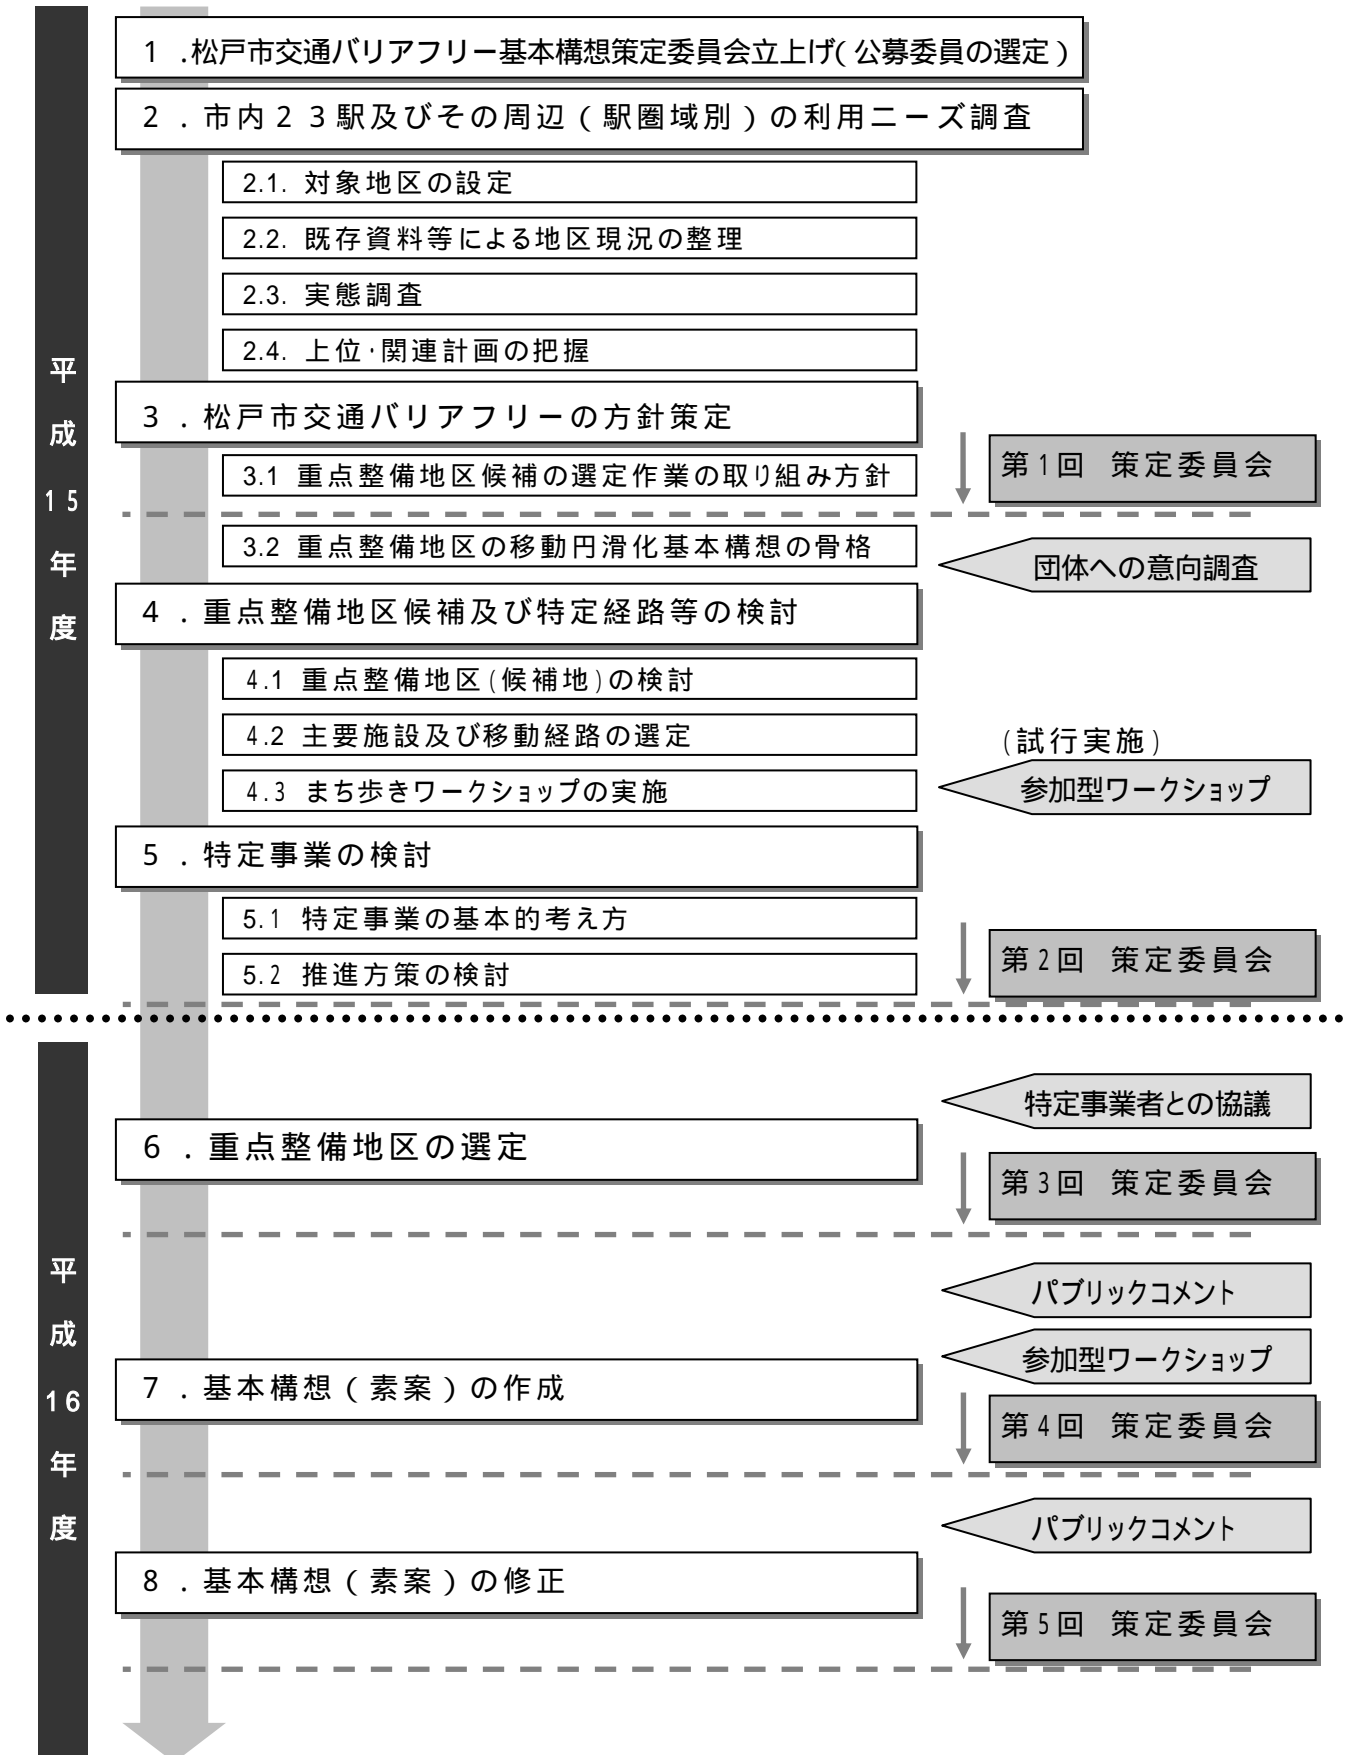 平成15年度
1.松戸市交通バリアフリー基本構想策定委員会立上げ(公募委員の選定)
2.市内23駅及びその周辺(駅圏域別)の利用ニーズ調査
2.1. 対象地区の設定
2.2. 既存資料等による地区現況の整理
2.3. 実態調査
2.4. 上位・関連計画の把握
3.松戸市交通バリアフリーの方針策定
3.1 重点整備地区候補の選定作業の取り組み方針
第1回 策定委員会
3.2 重点整備地区の移動円滑化基本構想の骨格
団体への意向調査
4.重点整備地区候補及び特定経路等の検討
4.1 重点整備地区(候補地)の検討
4.2 主要施設及び移動経路の選定
(試行実施)
4.3 まち歩きワークショップの実施
参加型ワークショップ
5.特定事業の検討
5.1 特定事業の基本的考え方
5.2 推進方策の検討
第2回 策定委員会
平成16年度
特定事業者との協議
6.重点整備地区の選定
第3回 策定委員会
パブリックコメント
参加型ワークショップ
7.基本構想(素案)の作成
第4回 策定委員会
パブリックコメント
8.基本構想(素案)の修正
第5回 策定委員会